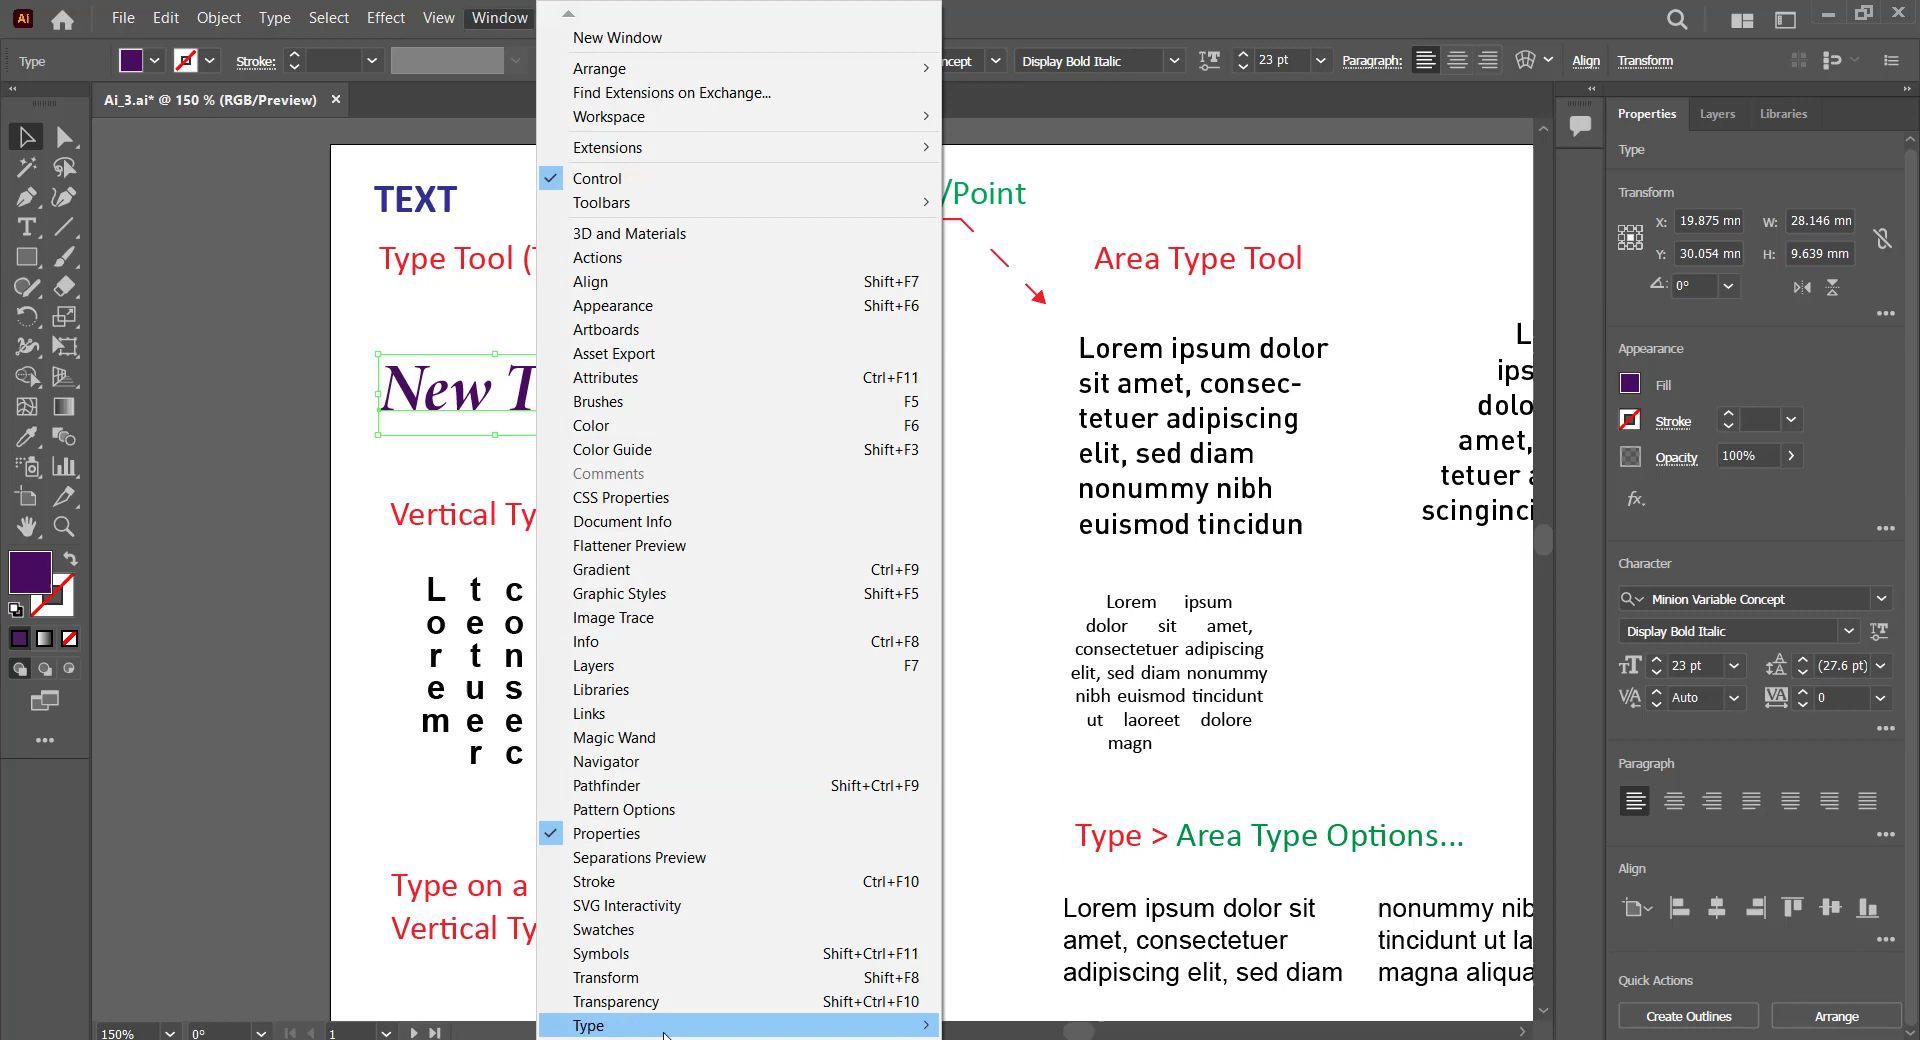 Ai File Edit Object Type Select Effect View Window
Type Stroke: ncept Display Bold Italic 23 pt Paragraph: Align Transform
Ai_3.ai* @ 150 % (RGB/Preview) ×
New Window
Arrange
Find Extensions on Exchange...
Workspace
Extensions
Control
Toolbars
3D and Materials
Actions
Align Shift+F7
Appearance Shift+F6
Artboards
Asset Export
Attributes Ctrl+F11
Brushes F5
Color F6
Color Guide Shift+F3
Comments
CSS Properties
Document Info
Flattener Preview
Gradient Ctrl+F9
Graphic Styles Shift+F5
Image Trace
Info Ctrl+F8
Layers F7
Libraries
Links
Magic Wand
Navigator
Pathfinder Shift+Ctrl+F9
Pattern Options
Properties
Separations Preview
Stroke Ctrl+F10
SVG Interactivity
Swatches
Symbols Shift+Ctrl+F11
Transform Shift+F8
Transparency Shift+Ctrl+F10
Type
TEXT
Type Tool (T
New T
Vertical Ty
L t c
o e o
r t n
e u s
m e e
r c
Type on a
Vertical Ty
/Point
Area Type Tool
Lorem ipsum dolor
sit amet, consec-
tetuer adipiscing
elit, sed diam
nonummy nibh
euismod tincidun
L
ips
dolo
amet,
tetuer a
scinginci
Lorem ipsum
dolor sit amet,
consectetuer adipiscing
elit, sed diam nonummy
nibh euismod tincidunt
ut laoreet dolore
magn
Type > Area Type Options...
Lorem ipsum dolor sit
amet, consectetuer
adipiscing elit, sed diam
nonummy nib
tincidunt ut la
magna aliqua
150% 0° 1
Properties Layers Libraries
Type
Transform
X: 19.875 mm W: 28.146 mm
Y: 30.054 mm H: 9.639 mm
0°
Appearance
Fill
Stroke
Opacity 100%
fx.
Character
Minion Variable Concept
Display Bold Italic
23 pt (27.6 pt)
Auto 0
Paragraph
Align
Quick Actions
Create Outlines Arrange